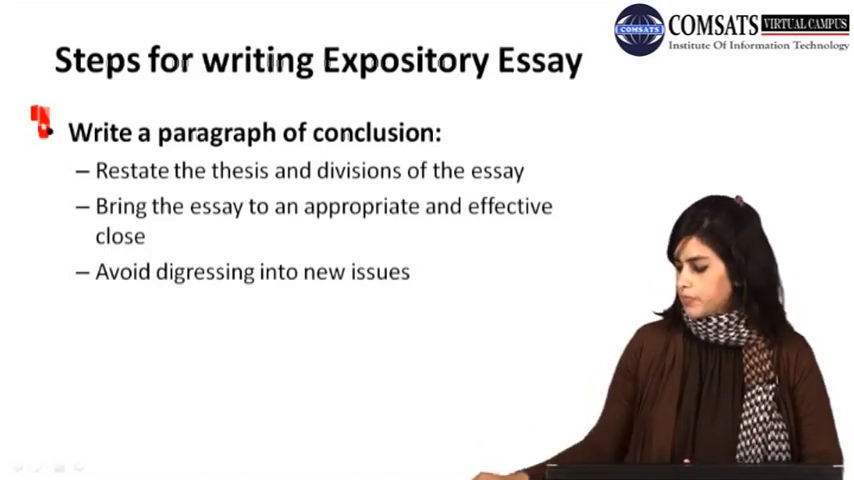 COMSATS VIRTUAL CAMPUS
COMSATS
Institute Of Information Technology
Steps for writing Expository Essay
• Write a paragraph of conclusion:
– Restate the thesis and divisions of the essay
– Bring the essay to an appropriate and effective
close
– Avoid digressing into new issues